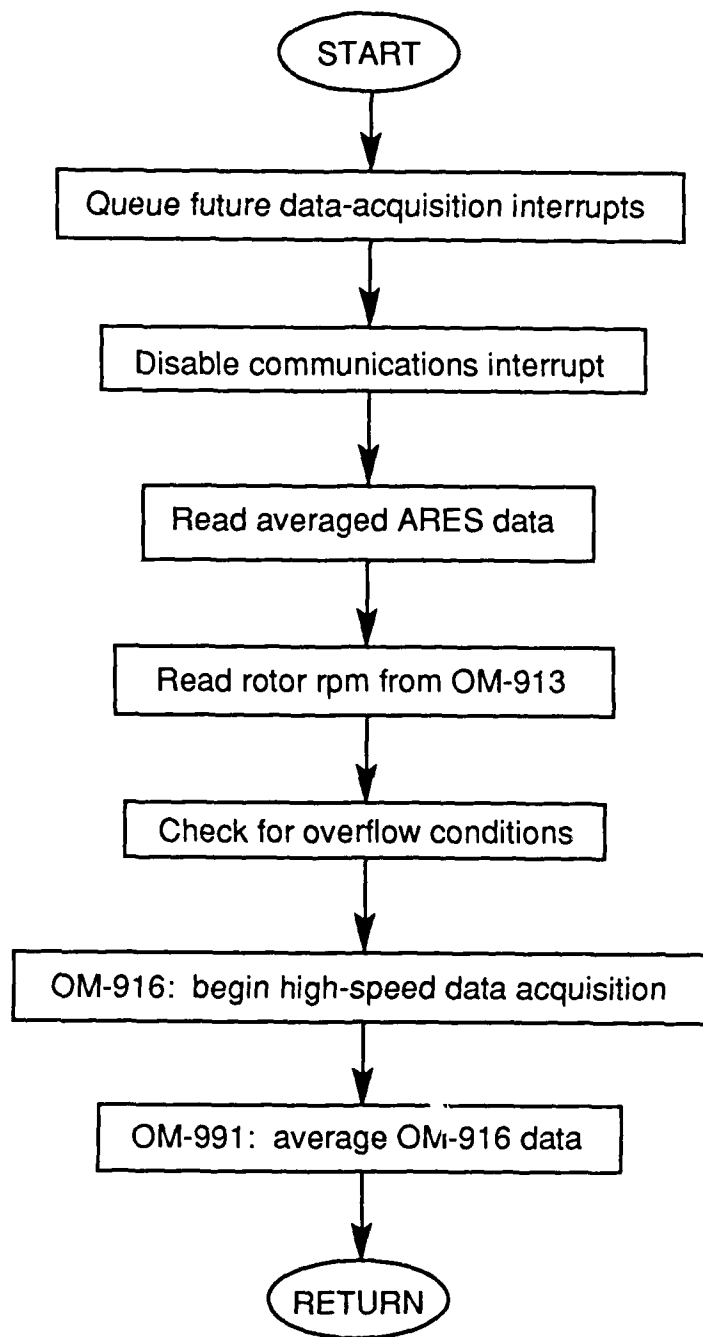 START
Queue future data-acquisition interrupts
Disable communications interrupt
Read averaged ARES data
Read rotor rpm from OM-913
Check for overflow conditions
OM-916: begin high-speed data acquisition
OM-991: average OM-916 data
RETURN